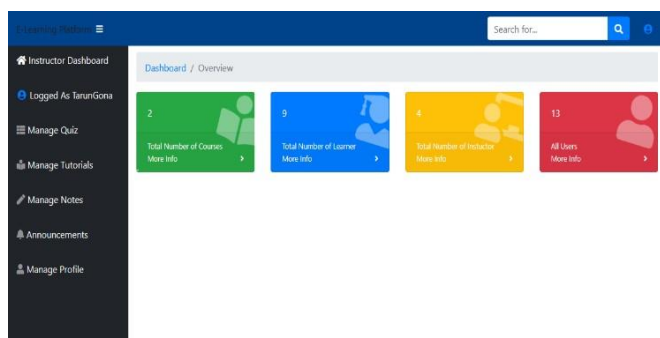 E-Learning Platform
Search for...
Instructor Dashboard
Logged As TarunGona
Manage Quiz
Manage Tutorials
Manage Notes
Announcements
Manage Profile
Dashboard / Overview
2
Total Number of Courses
More Info
9
Total Number of Learner
More Info
4
Total Number of Instuctor
More Info
13
All Users
More Info